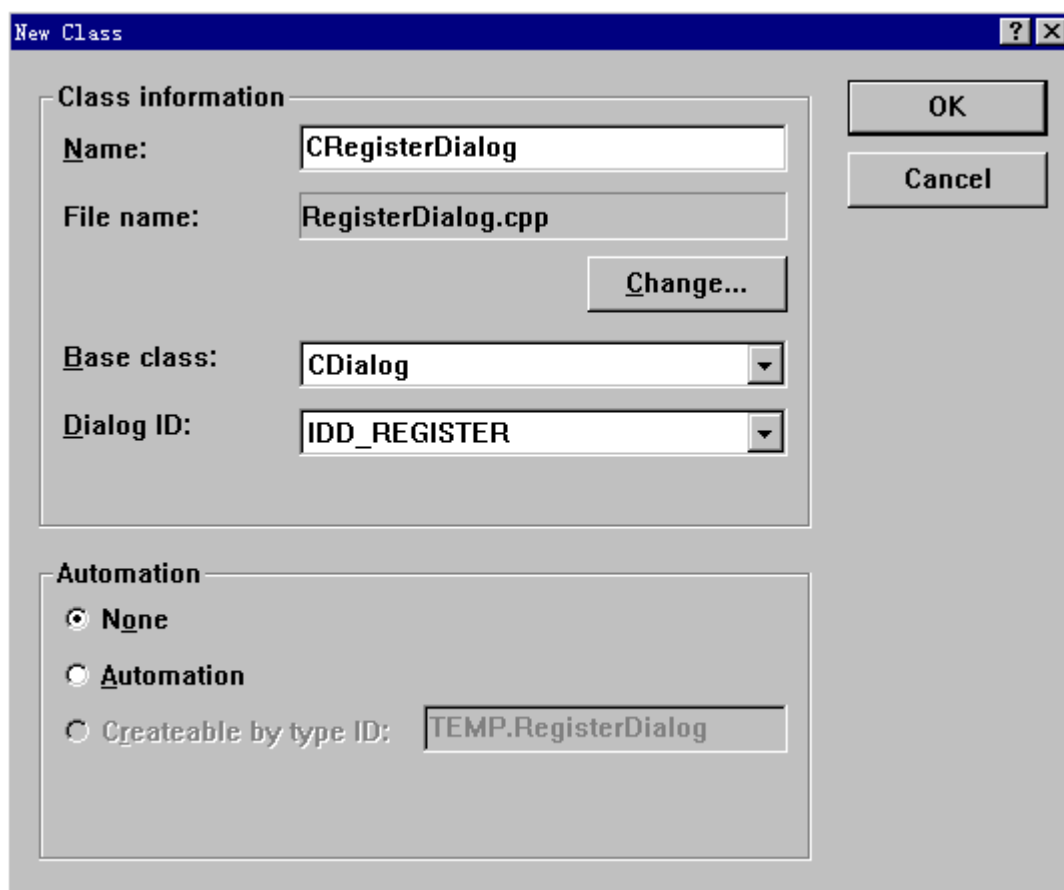 New Class
Class information
Name: CRegisterDialog
OK
Cancel
File name: RegisterDialog.cpp
Change...
Base class: CDialog
Dialog ID: IDD_REGISTER
Automation
None
Automation
Createable by type ID: TEMP.RegisterDialog